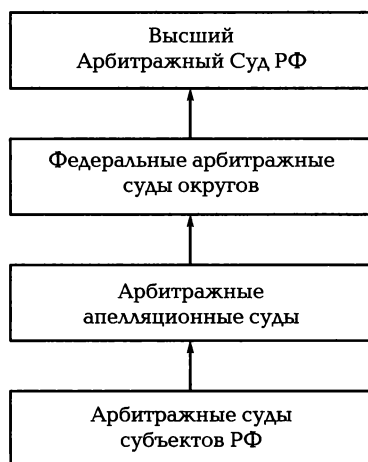 Высший
Арбитражный Суд РФ
Федеральные арбитражные
суды округов
Арбитражные
апелляционные суды
Арбитражные суды
субъектов РФ